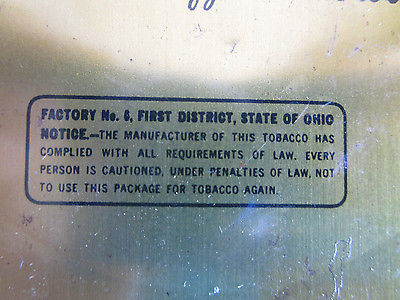 FACTORY No. 6, FIRST DISTRICT, STATE OF OHIO
NOTICE.—THE MANUFACTURER OF THIS TOBACCO HAS
COMPLIED WITH ALL REQUIREMENTS OF LAW. EVERY
PERSON IS CAUTIONED, UNDER PENALTIES OF LAW, NOT
TO USE THIS PACKAGE FOR TOBACCO AGAIN.